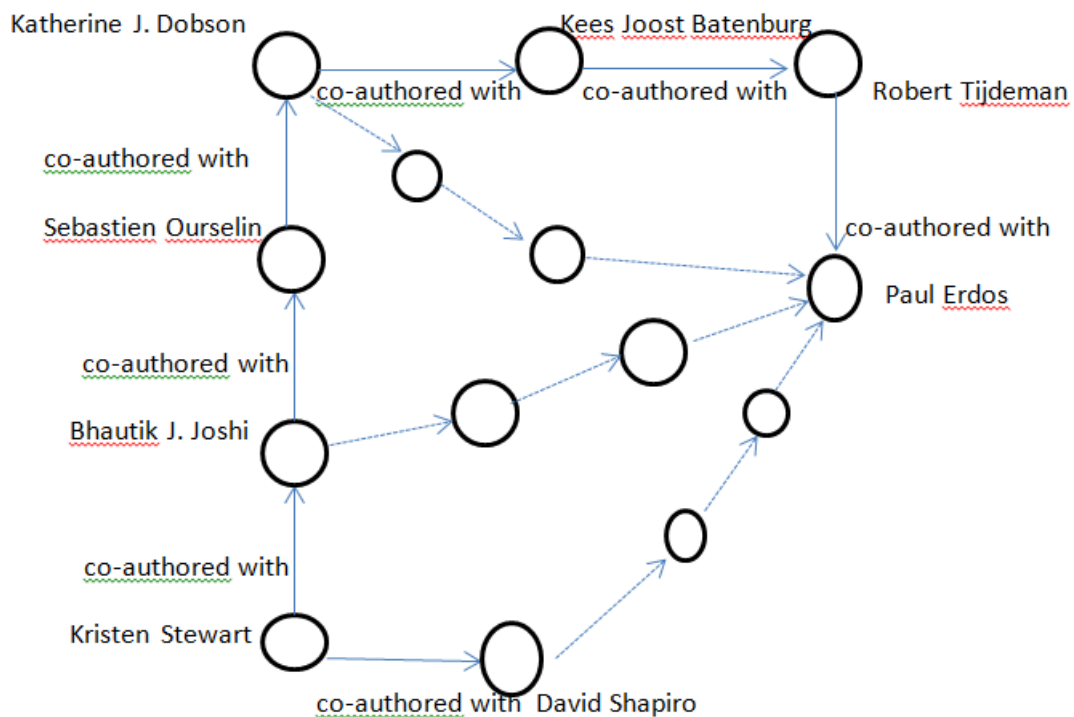 Katherine J. Dobson
Kees Joost Batenburg
co-authored with
co-authored with
Robert Tijdeman
co-authored with
Sebastien Ourselin
co-authored with
Paul Erdos
co-authored with
Bhautik J. Joshi
co-authored with
Kristen Stewart
co-authored with David Shapiro